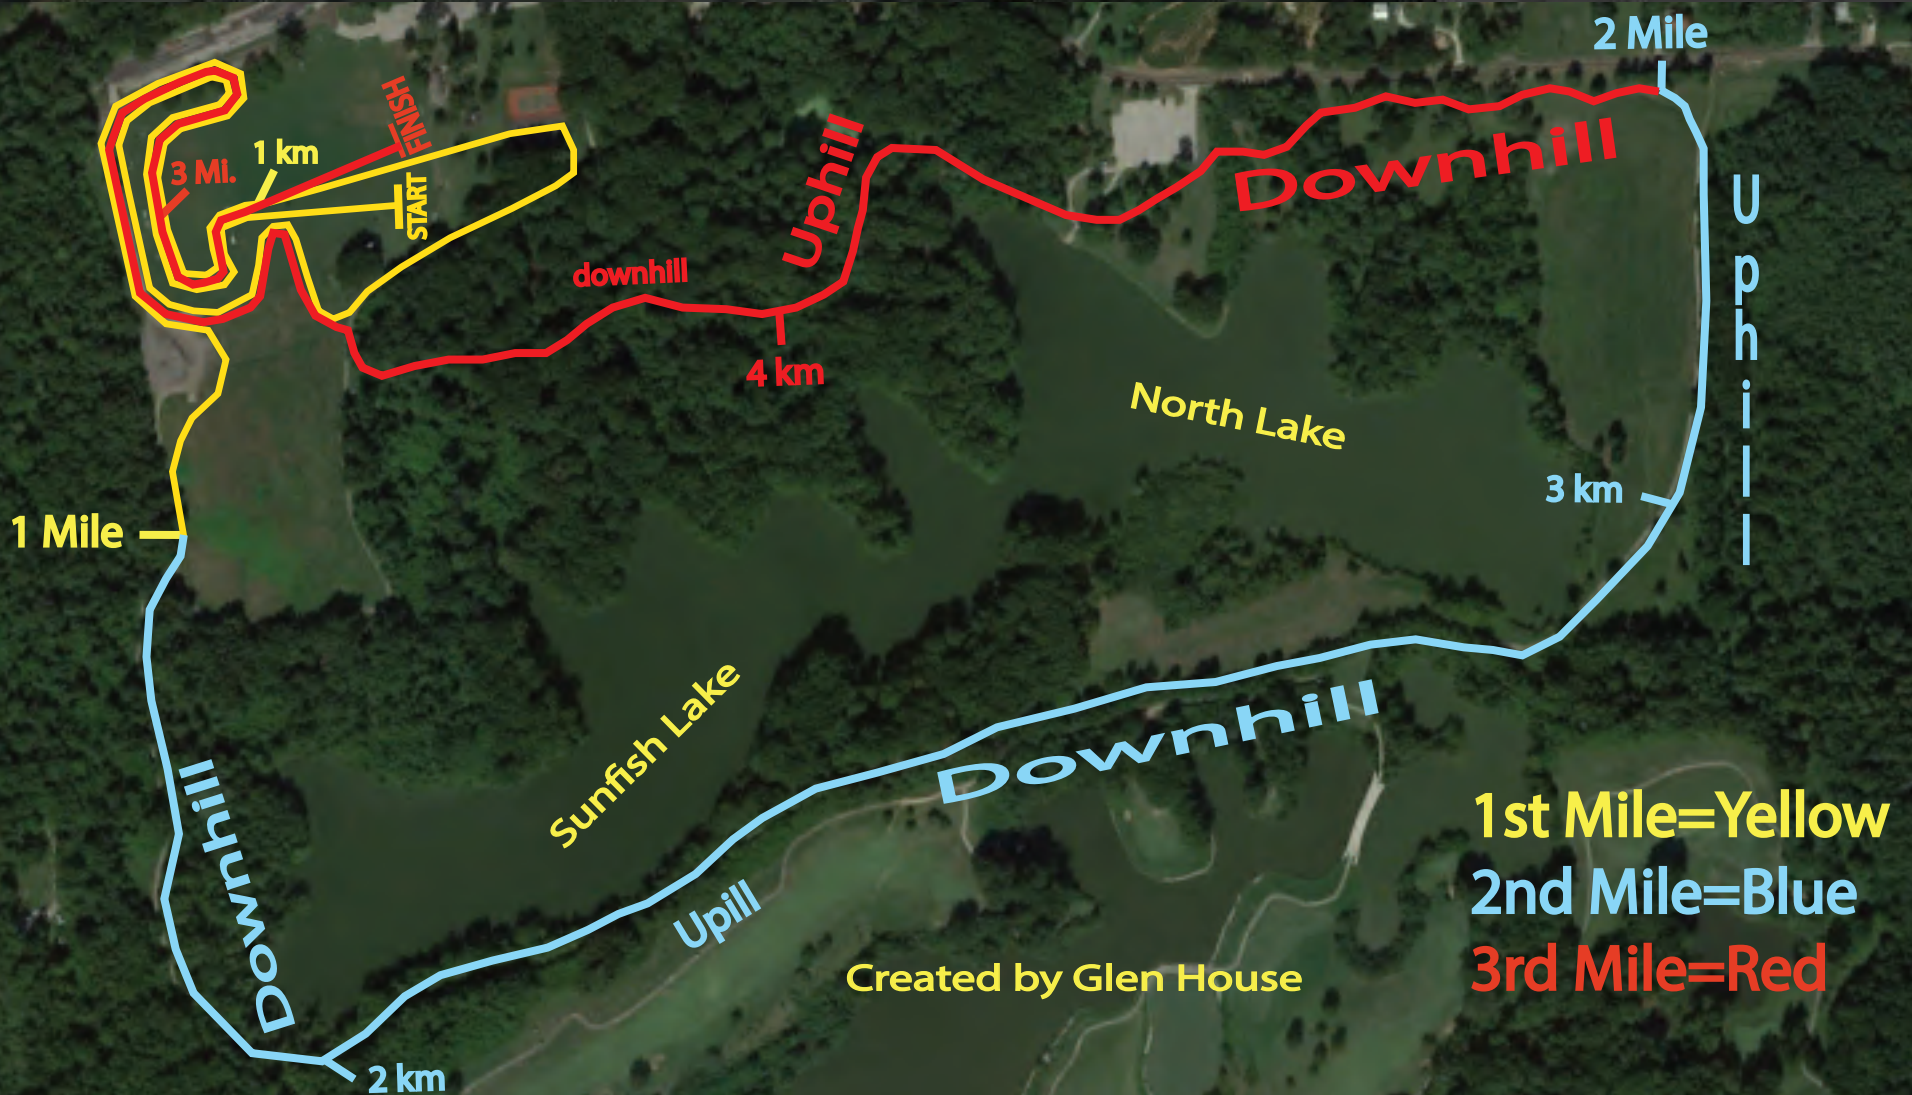 2 Mile
FINISH
1 km
3 Mi.
START
Uphill
Downhill
Uphill
downhill
4 km
North Lake
3 km
1 Mile
Sunfish Lake
Downhill
Downhill
Upill
1st Mile=Yellow
2nd Mile=Blue
3rd Mile=Red
Created by Glen House
2 km